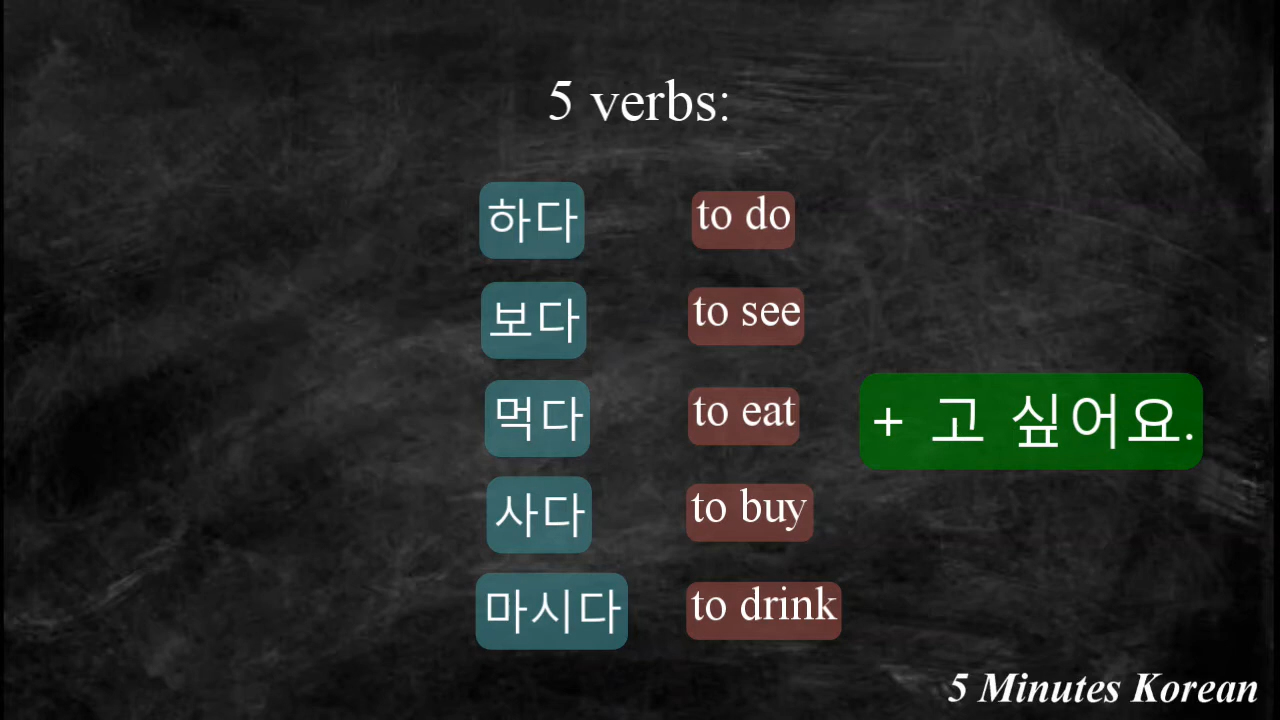 5 verbs:
하다 to do
보다 to see
먹다 to eat
+ 고 싶어요.
사다 to buy
마시다 to drink
5 Minutes Korean